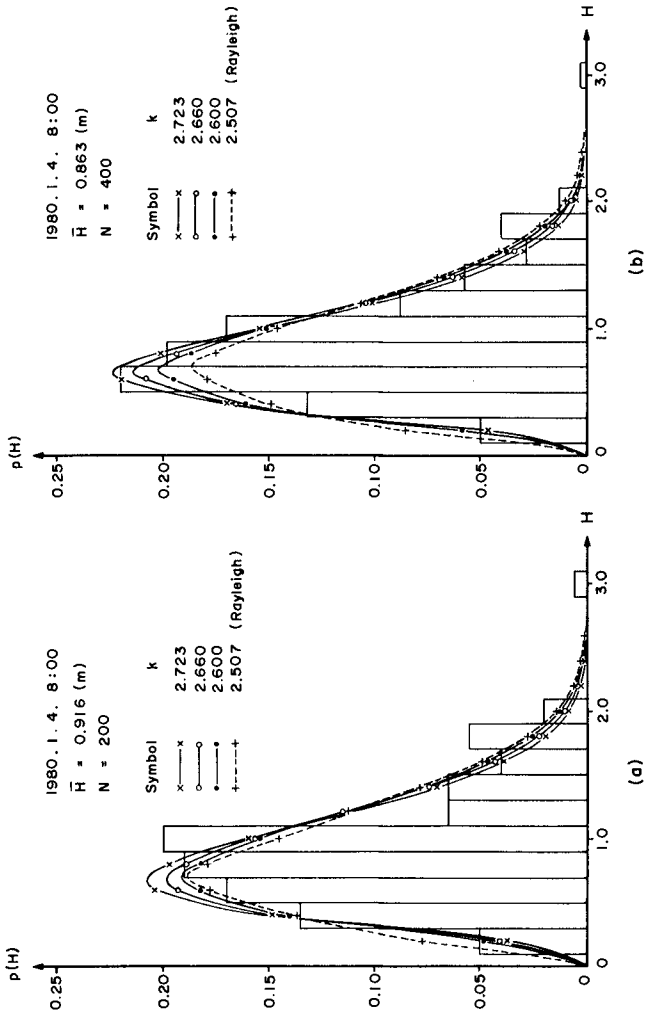 p(H)
0.25
0.20
0.15
0.10
0.05
0
1.0
2.0
3.0
H
1980.1.4. 8:00
H̅ = 0.916 (m)
N = 200
Symbol k
2.723
2.660
2.600
2.507 (Rayleigh)
(a)
p(H)
0.25
0.20
0.15
0.10
0.05
0
1.0
2.0
3.0
H
1980.1.4. 8:00
H̅ = 0.863 (m)
N = 400
Symbol k
2.723
2.660
2.600
2.507 (Rayleigh)
(b)